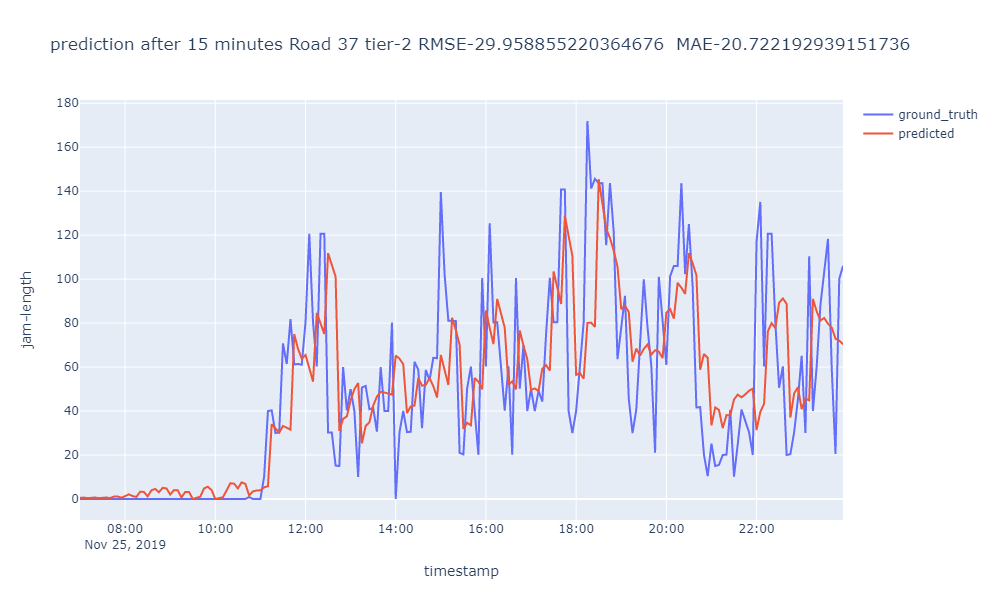 prediction after 15 minutes Road 37 tier-2 RMSE-29.958855220364676  MAE-20.722192939151736
ground_truth
predicted
jam-length
180
160
140
120
100
80
60
40
20
0
08:00 10:00 12:00 14:00 16:00 18:00 20:00 22:00
Nov 25, 2019
timestamp